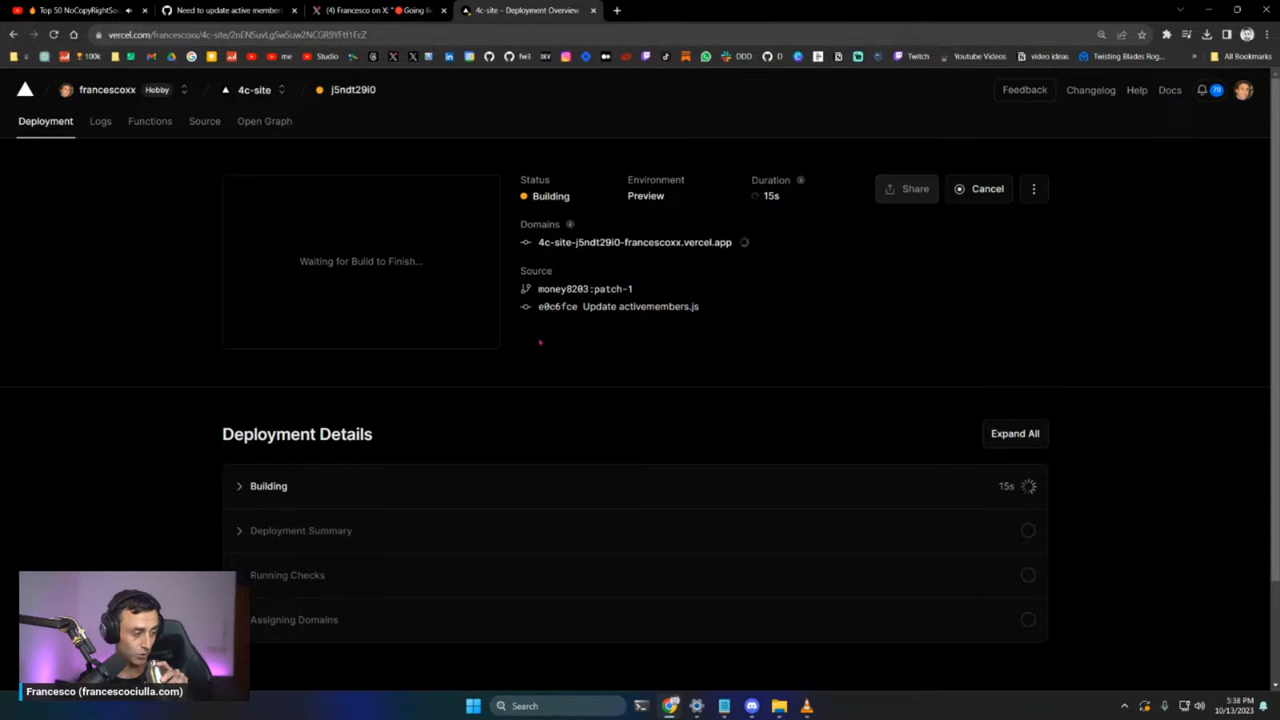 Top 50 NoCopyRightSou
Need to update active member
(4) Francesco on X: "🔴Going li
4c-site – Deployment Overview
vercel.com/francescoxx/4c-site/
100k
me
Studio
fw3
DEV
DDD
D
Twitch
Youtube Videos
video ideas
Twisting Blades Rog...
All Bookmarks
francescoxx
Hobby
/
4c-site
/
j5ndt29i0
Feedback
Changelog
Help
Docs
70
Deployment
Logs
Functions
Source
Open Graph
Waiting for Build to Finish...
Status
Building
Environment
Preview
Duration
15s
Share
Cancel
Domains
4c-site-j5ndt29i0-francescoxx.vercel.app
Source
money8203:patch-1
e0c6fce Update activemembers.js
Deployment Details
Expand All
Building
15s
Deployment Summary
Running Checks
Assigning Domains
Francesco (francescociulla.com)
Search
5:38 PM
10/13/2023